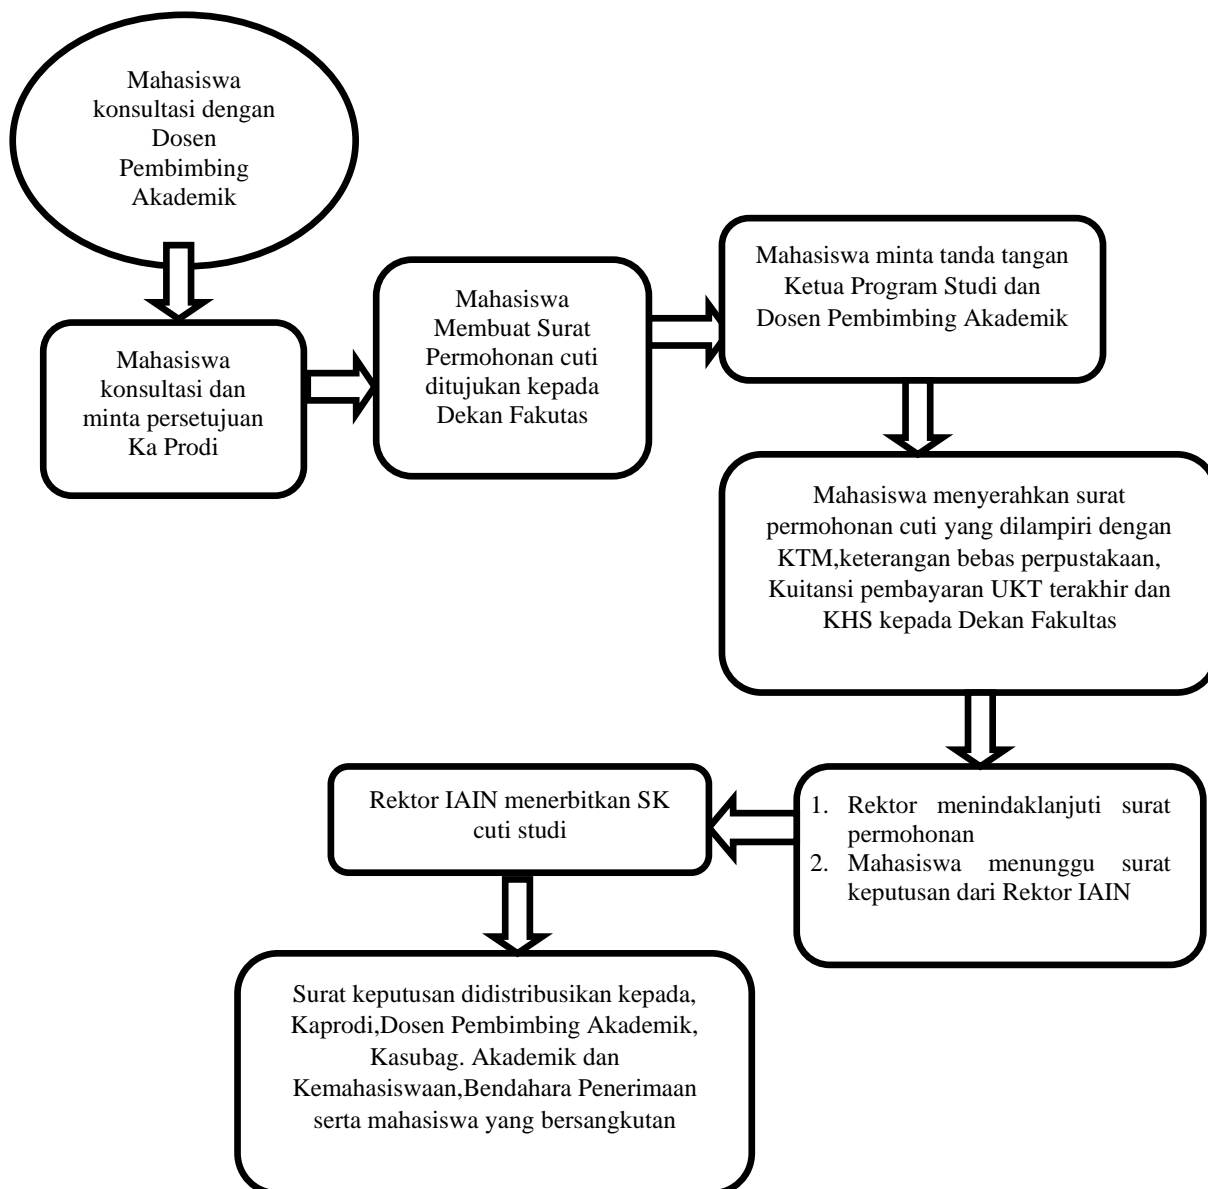 Mahasiswa
konsultasi dengan
Dosen
Pembimbing
Akademik
Mahasiswa
konsultasi dan
minta persetujuan
Ka Prodi
Mahasiswa
Membuat Surat
Permohonan cuti
ditujukan kepada
Dekan Fakutas
Mahasiswa minta tanda tangan
Ketua Program Studi dan
Dosen Pembimbing Akademik
Mahasiswa menyerahkan surat
permohonan cuti yang dilampiri dengan
KTM,keterangan bebas perpustakaan,
Kuitansi pembayaran UKT terakhir dan
KHS kepada Dekan Fakultas
1. Rektor menindaklanjuti surat
permohonan
2. Mahasiswa menunggu surat
keputusan dari Rektor IAIN
Rektor IAIN menerbitkan SK
cuti studi
Surat keputusan didistribusikan kepada,
Kaprodi,Dosen Pembimbing Akademik,
Kasubag. Akademik dan
Kemahasiswaan,Bendahara Penerimaan
serta mahasiswa yang bersangkutan